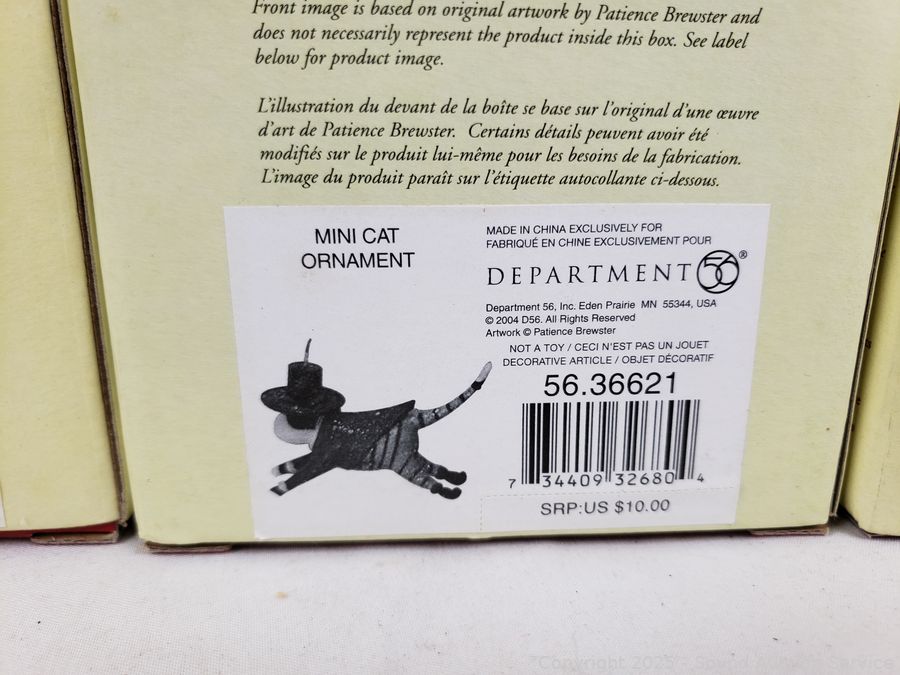 Front image is based on original artwork by Patience Brewster and
does not necessarily represent the product inside this box. See label
below for product image.
L'illustration du devant de la boîte se base sur l'original d'une œuvre
d'art de Patience Brewster. Certains détails peuvent avoir été
modifiés sur le produit lui-même pour les besoins de la fabrication.
L'image du produit paraît sur l'étiquette autocollante ci-dessous.
MINI CAT
ORNAMENT
MADE IN CHINA EXCLUSIVELY FOR
FABRIQUÉ EN CHINE EXCLUSIVEMENT POUR
DEPARTMENT 56®
Department 56, Inc. Eden Prairie MN 55344, USA
© 2004 D56. All Rights Reserved
Artwork © Patience Brewster
NOT A TOY / CECI N'EST PAS UN JOUET
DECORATIVE ARTICLE / OBJET DÉCORATIF
56.36621
7 34409 32680 4
SRP:US $10.00
Copyright 2025 - Sound Auction Service